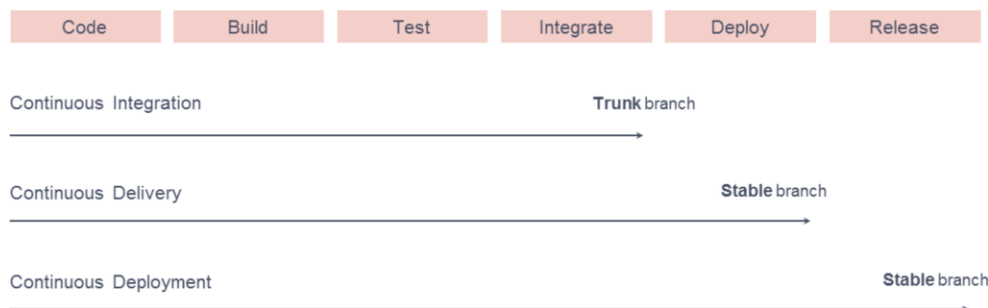 Code Build Test Integrate Deploy Release
Continuous Integration Trunk branch
Continuous Delivery Stable branch
Continuous Deployment Stable branch